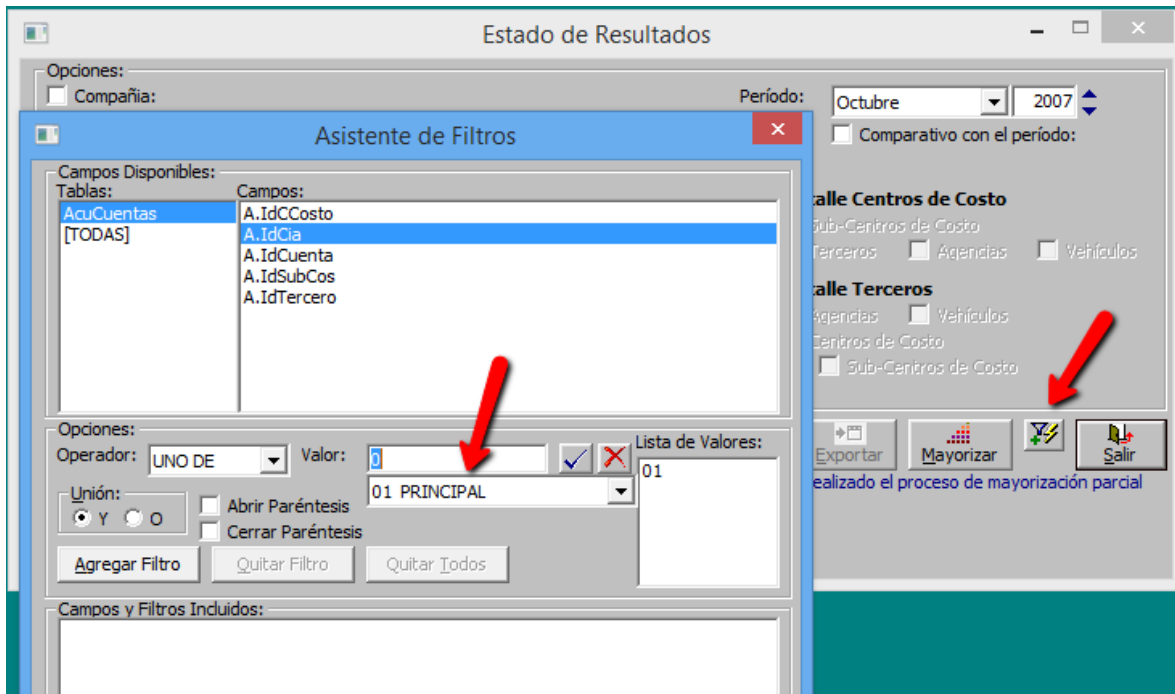 Estado de Resultados
Opciones:
Compañia:
Período:
Octubre
2007
Comparativo con el período:
Asistente de Filtros
Campos Disponibles:
Tablas:
Campos:
AcuCuentas
[TODAS]
A.IdCCosto
A.IdCia
A.IdCuenta
A.IdSubCos
A.IdTercero
alle Centros de Costo
Sub-Centros de Costo
Terceros
Agencias
Vehículos
alle Terceros
Agencias
Vehículos
Centros de Costo
Sub-Centros de Costo
Exportar
Mayorizar
Salir
ealizado el proceso de mayorización parcial
Opciones:
Operador:
UNO DE
Valor:
0
Lista de Valores:
01
01 PRINCIPAL
Unión:
Y
O
Abrir Paréntesis
Cerrar Paréntesis
Agregar Filtro
Quitar Filtro
Quitar Todos
Campos y Filtros Incluidos: